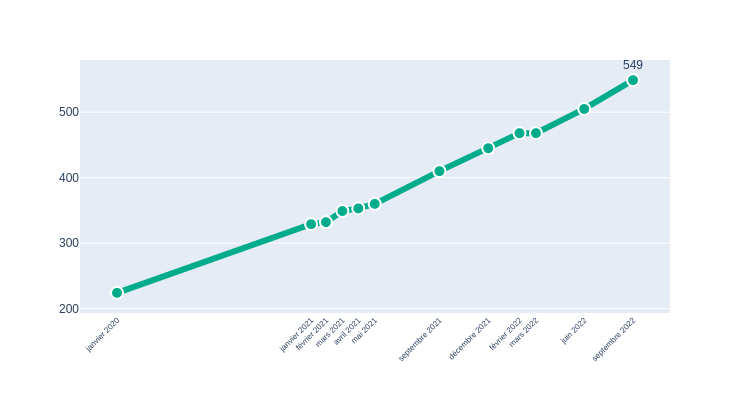 549
500
400
300
200
janvier 2020
janvier 2021
février 2021
mars 2021
avril 2021
mai 2021
septembre 2021
décembre 2021
février 2022
mars 2022
juin 2022
septembre 2022